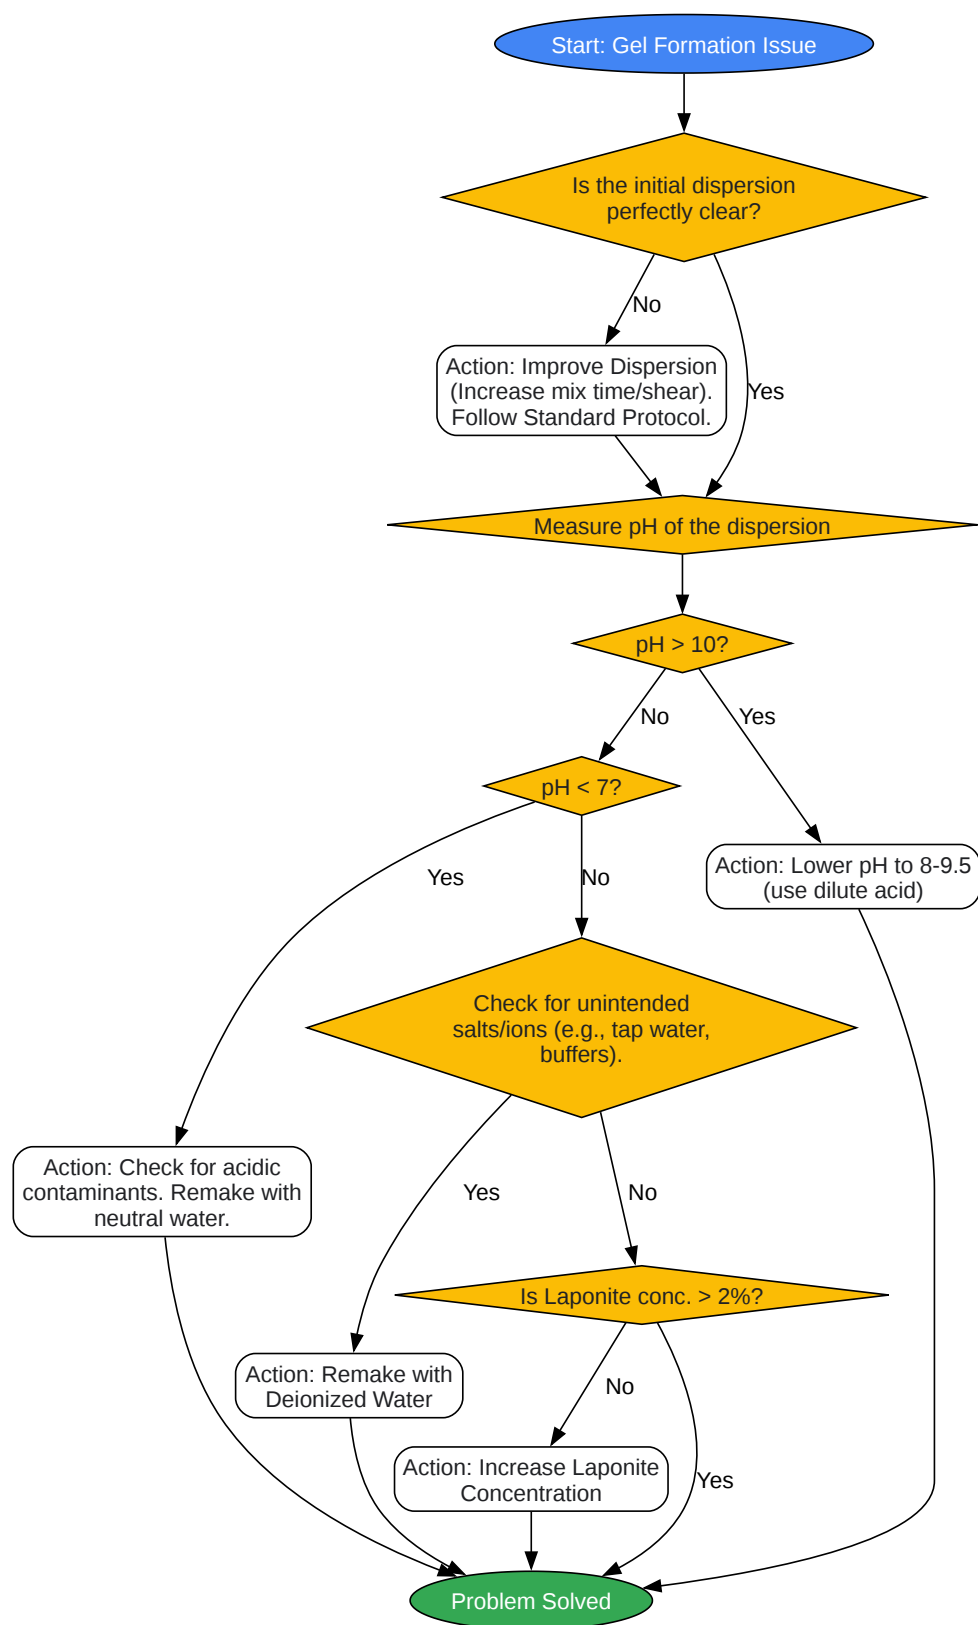 Start: Gel Formation Issue
Is the initial dispersion
perfectly clear?
No
Action: Improve Dispersion
(Increase mix time/shear).
Follow Standard Protocol.
Yes
Measure pH of the dispersion
pH > 10?
No
Yes
pH < 7?
Action: Lower pH to 8-9.5
(use dilute acid)
Yes
No
Check for unintended
salts/ions (e.g., tap water,
buffers).
Action: Check for acidic
contaminants. Remake with
neutral water.
Yes
No
Is Laponite conc. > 2%?
Action: Remake with
Deionized Water
No
Action: Increase Laponite
Concentration
Yes
Problem Solved